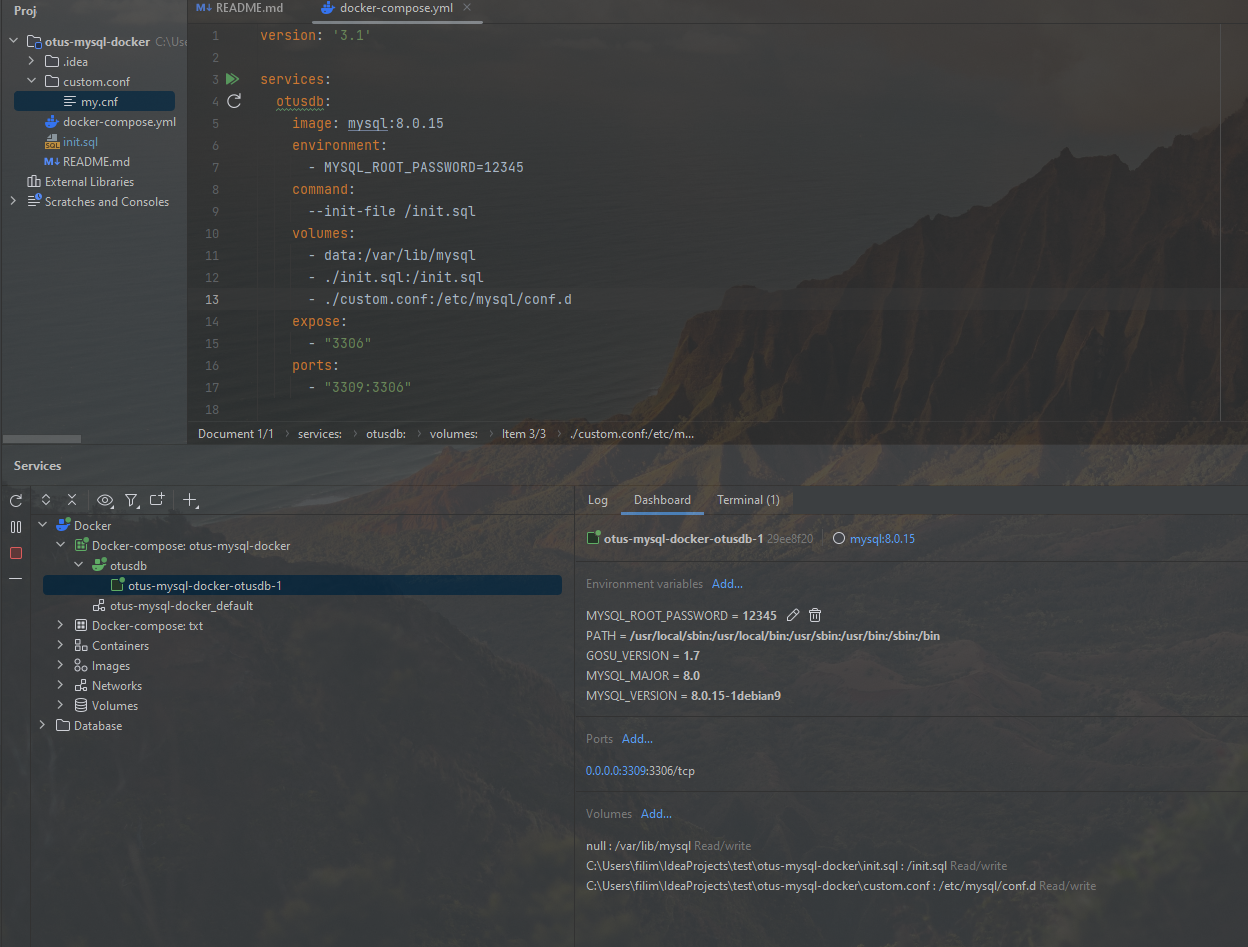 Proj
README.md
docker-compose.yml
otus-mysql-docker C:\Use
.idea
custom.conf
my.cnf
docker-compose.yml
init.sql
README.md
External Libraries
Scratches and Consoles
1 version: '3.1'
2
3 services:
4 otusdb:
5 image: mysql:8.0.15
6 environment:
7 - MYSQL_ROOT_PASSWORD=12345
8 command:
9 --init-file /init.sql
10 volumes:
11 - data:/var/lib/mysql
12 - ./init.sql:/init.sql
13 - ./custom.conf:/etc/mysql/conf.d
14 expose:
15 - "3306"
16 ports:
17 - "3309:3306"
18
Document 1/1 › services: › otusdb: › volumes: › Item 3/3 › ./custom.conf:/etc/m...
Services
Docker
Docker-compose: otus-mysql-docker
otusdb
otus-mysql-docker-otusdb-1
otus-mysql-docker_default
Docker-compose: txt
Containers
Images
Networks
Volumes
Database
Log Dashboard Terminal (1)
otus-mysql-docker-otusdb-1 29ee8f20 mysql:8.0.15
Environment variables Add...
MYSQL_ROOT_PASSWORD = 12345
PATH = /usr/local/sbin:/usr/local/bin:/usr/sbin:/usr/bin:/sbin:/bin
GOSU_VERSION = 1.7
MYSQL_MAJOR = 8.0
MYSQL_VERSION = 8.0.15-1debian9
Ports Add...
0.0.0.0:3309:3306/tcp
Volumes Add...
null : /var/lib/mysql Read/write
C:\Users\filim\IdeaProjects\test\otus-mysql-docker\init.sql : /init.sql Read/write
C:\Users\filim\IdeaProjects\test\otus-mysql-docker\custom.conf : /etc/mysql/conf.d Read/write